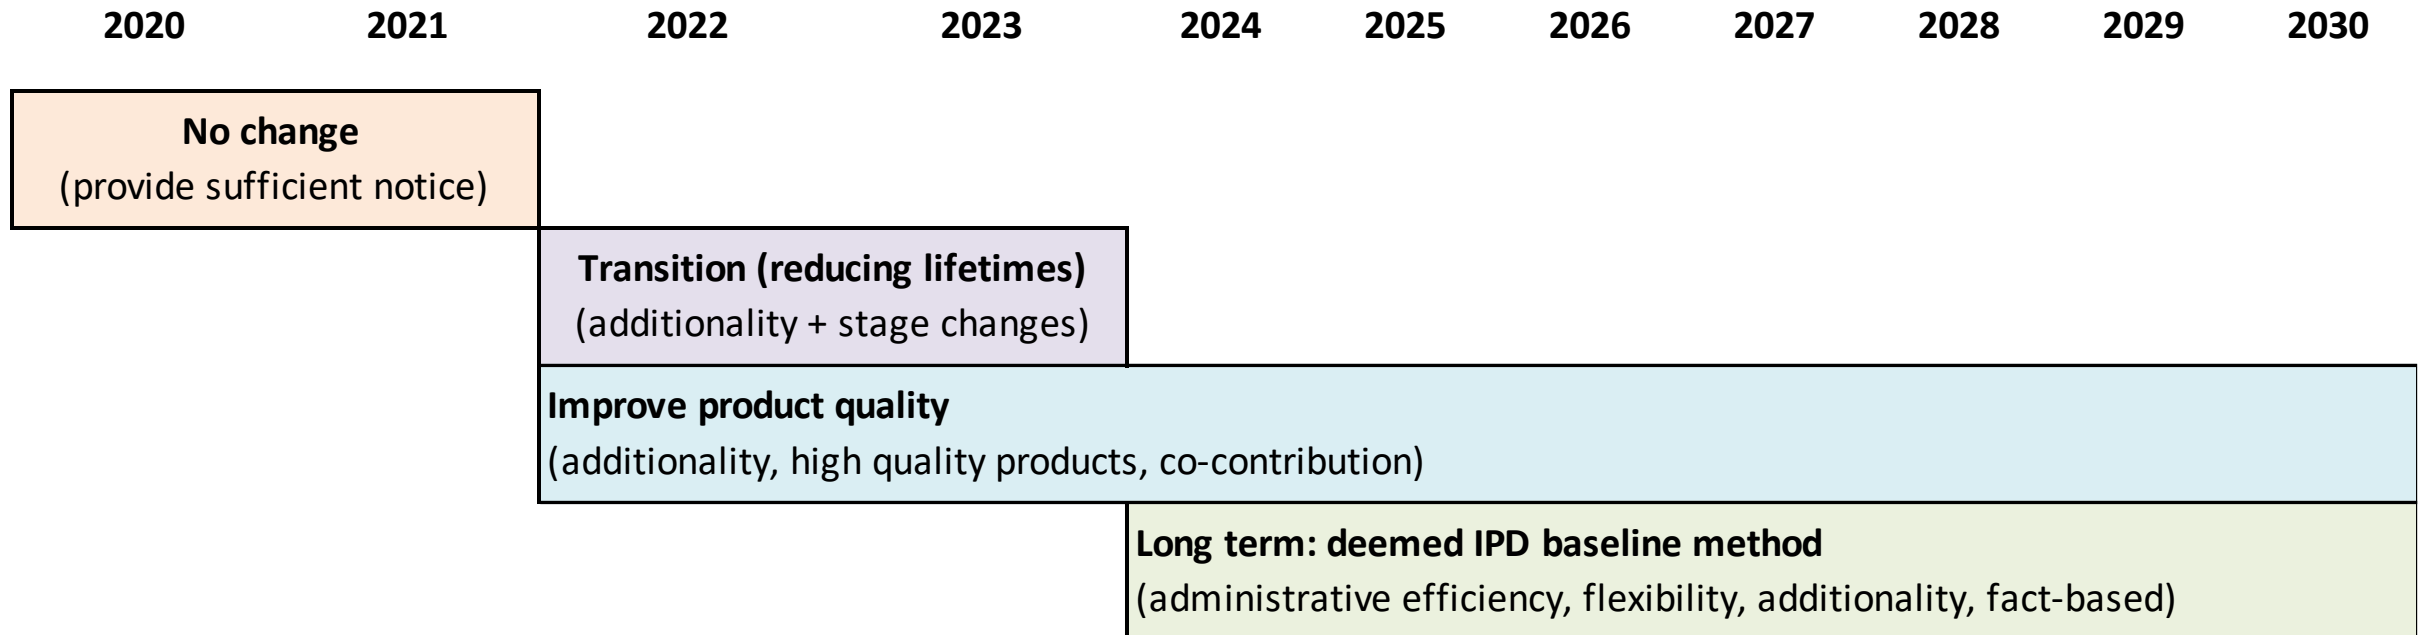 2020 2021 2022 2023 2024 2025 2026 2027 2028 2029 2030
No change
(provide sufficient notice)
Transition (reducing lifetimes)
(additionality + stage changes)
Improve product quality
(additionality, high quality products, co-contribution)
Long term: deemed IPD baseline method
(administrative efficiency, flexibility, additionality, fact-based)